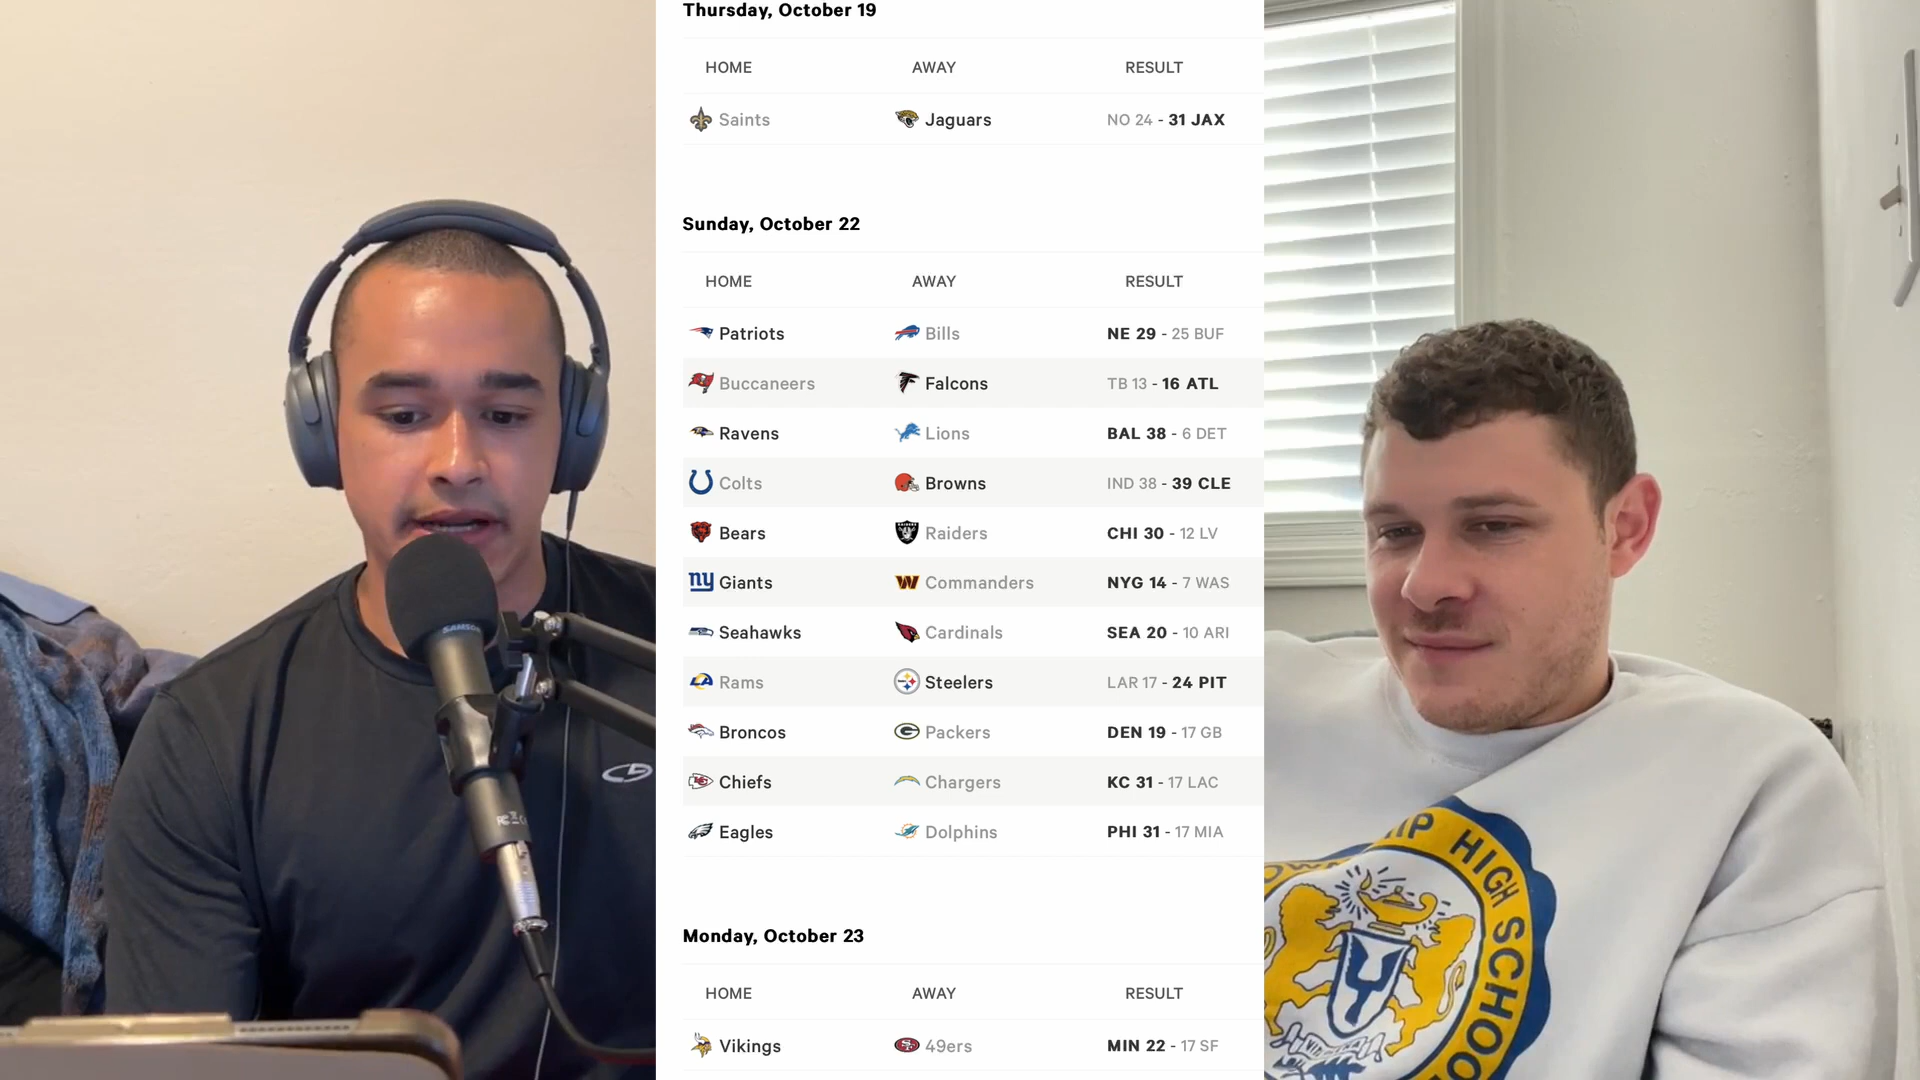 Thursday, October 19
HOME AWAY RESULT
Saints Jaguars NO 24 - 31 JAX
Sunday, October 22
HOME AWAY RESULT
Patriots Bills NE 29 - 25 BUF
Buccaneers Falcons TB 13 - 16 ATL
Ravens Lions BAL 38 - 6 DET
Colts Browns IND 38 - 39 CLE
Bears Raiders CHI 30 - 12 LV
ny Giants W Commanders NYG 14 - 7 WAS
Seahawks Cardinals SEA 20 - 10 ARI
Rams Steelers LAR 17 - 24 PIT
Broncos G Packers DEN 19 - 17 GB
Chiefs Chargers KC 31 - 17 LAC
Eagles Dolphins PHI 31 - 17 MIA
Monday, October 23
HOME AWAY RESULT
Vikings 49ers MIN 22 - 17 SF
SAMSON
HIP HIGH SCHOO